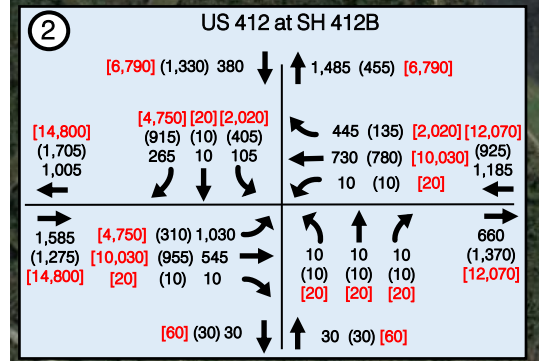 2
US 412 at SH 412B
[6,790] (1,330) 380
1,485 (455) [6,790]
[4,750] [20] [2,020]
(915) (10) (405)
265 10 105
[14,800]
(1,705)
1,005
445 (135) [2,020]
730 (780) [10,030]
10 (10) [20]
[12,070]
(925)
1,185
1,585
(1,275)
[14,800]
[4,750] (310) 1,030
[10,030] (955) 545
[20] (10) 10
10 10 10
(10) (10) (10)
[20] [20] [20]
660
(1,370)
[12,070]
[60] (30) 30
30 (30) [60]